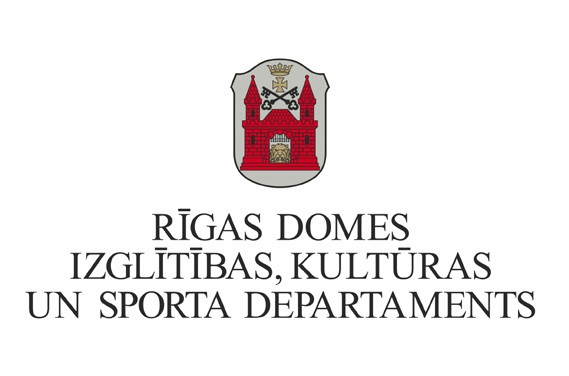 RĪGAS DOMES
IZGLĪTĪBAS, KULTŪRAS
UN SPORTA DEPARTAMENTS